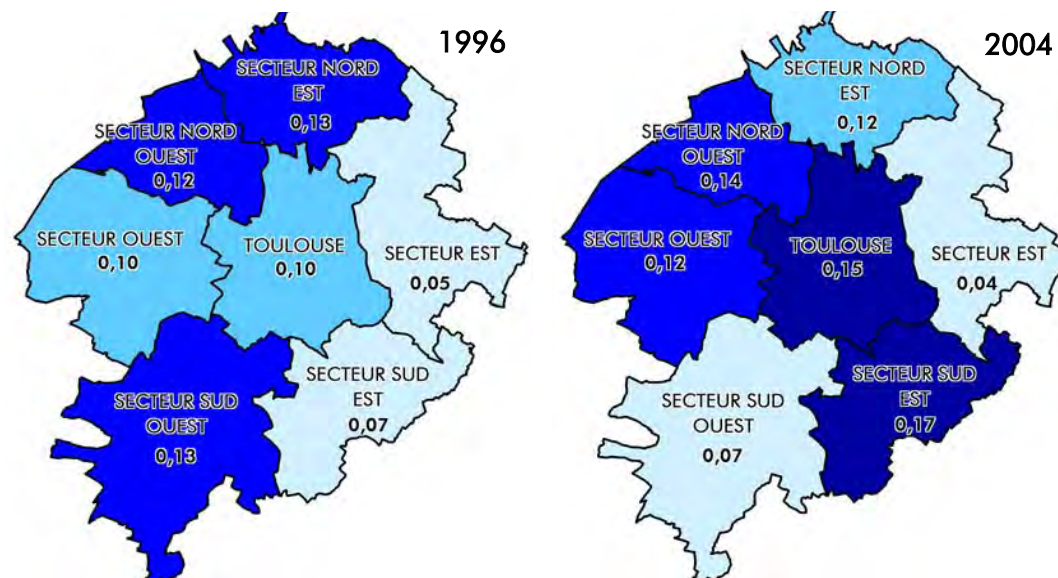 1996
SECTEUR NORD
EST
0,13
SECTEUR NORD
OUEST
0,12
SECTEUR OUEST
0,10
TOULOUSE
0,10
SECTEUR EST
0,05
SECTEUR SUD
EST
0,07
SECTEUR SUD
OUEST
0,13
2004
SECTEUR NORD
EST
0,12
SECTEUR NORD
OUEST
0,14
SECTEUR OUEST
0,12
TOULOUSE
0,15
SECTEUR EST
0,04
SECTEUR SUD
EST
0,17
SECTEUR SUD
OUEST
0,07